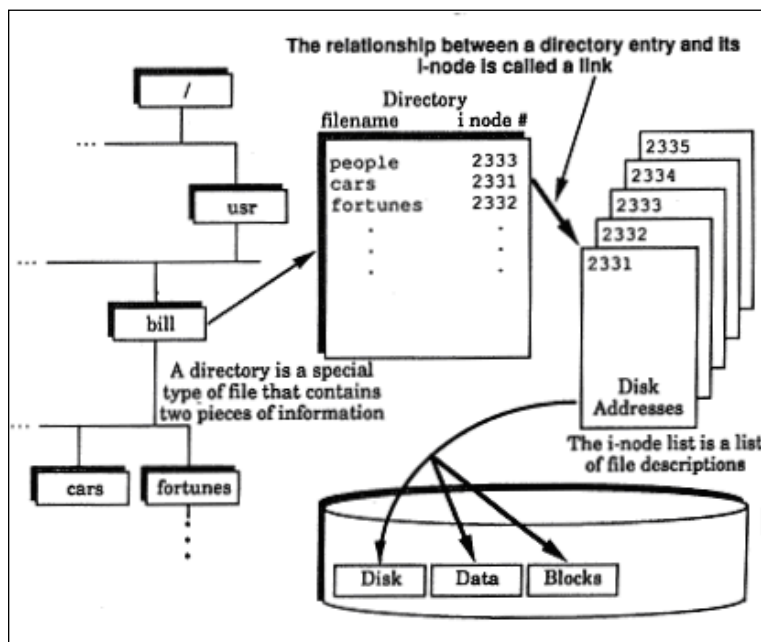 The relationship between a directory entry and its
i-node is called a link
/
Directory
filename i node #
people 2333
cars 2331
fortunes 2332
...
usr
...
bill
A directory is a special
type of file that contains
two pieces of information
...
cars
fortunes
2335
2334
2333
2332
2331
Disk
Addresses
The i-node list is a list
of file descriptions
Disk
Data
Blocks